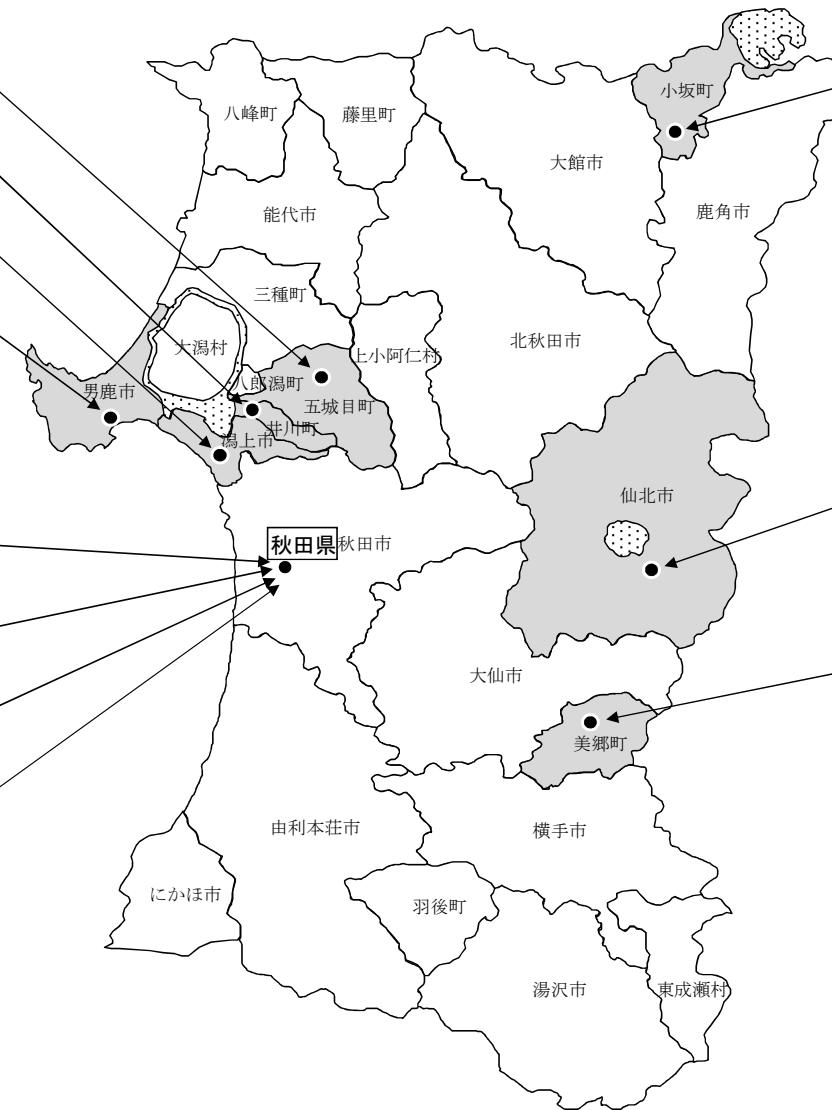 小坂町
八峰町
藤里町
大館市
鹿角市
能代市
三種町
北秋田市
大潟村
上小阿仁村
八郎潟町
男鹿市
五城目町
井川町
潟上市
仙北市
秋田県
秋田市
大仙市
美郷町
由利本荘市
横手市
にかほ市
羽後町
湯沢市
東成瀬村